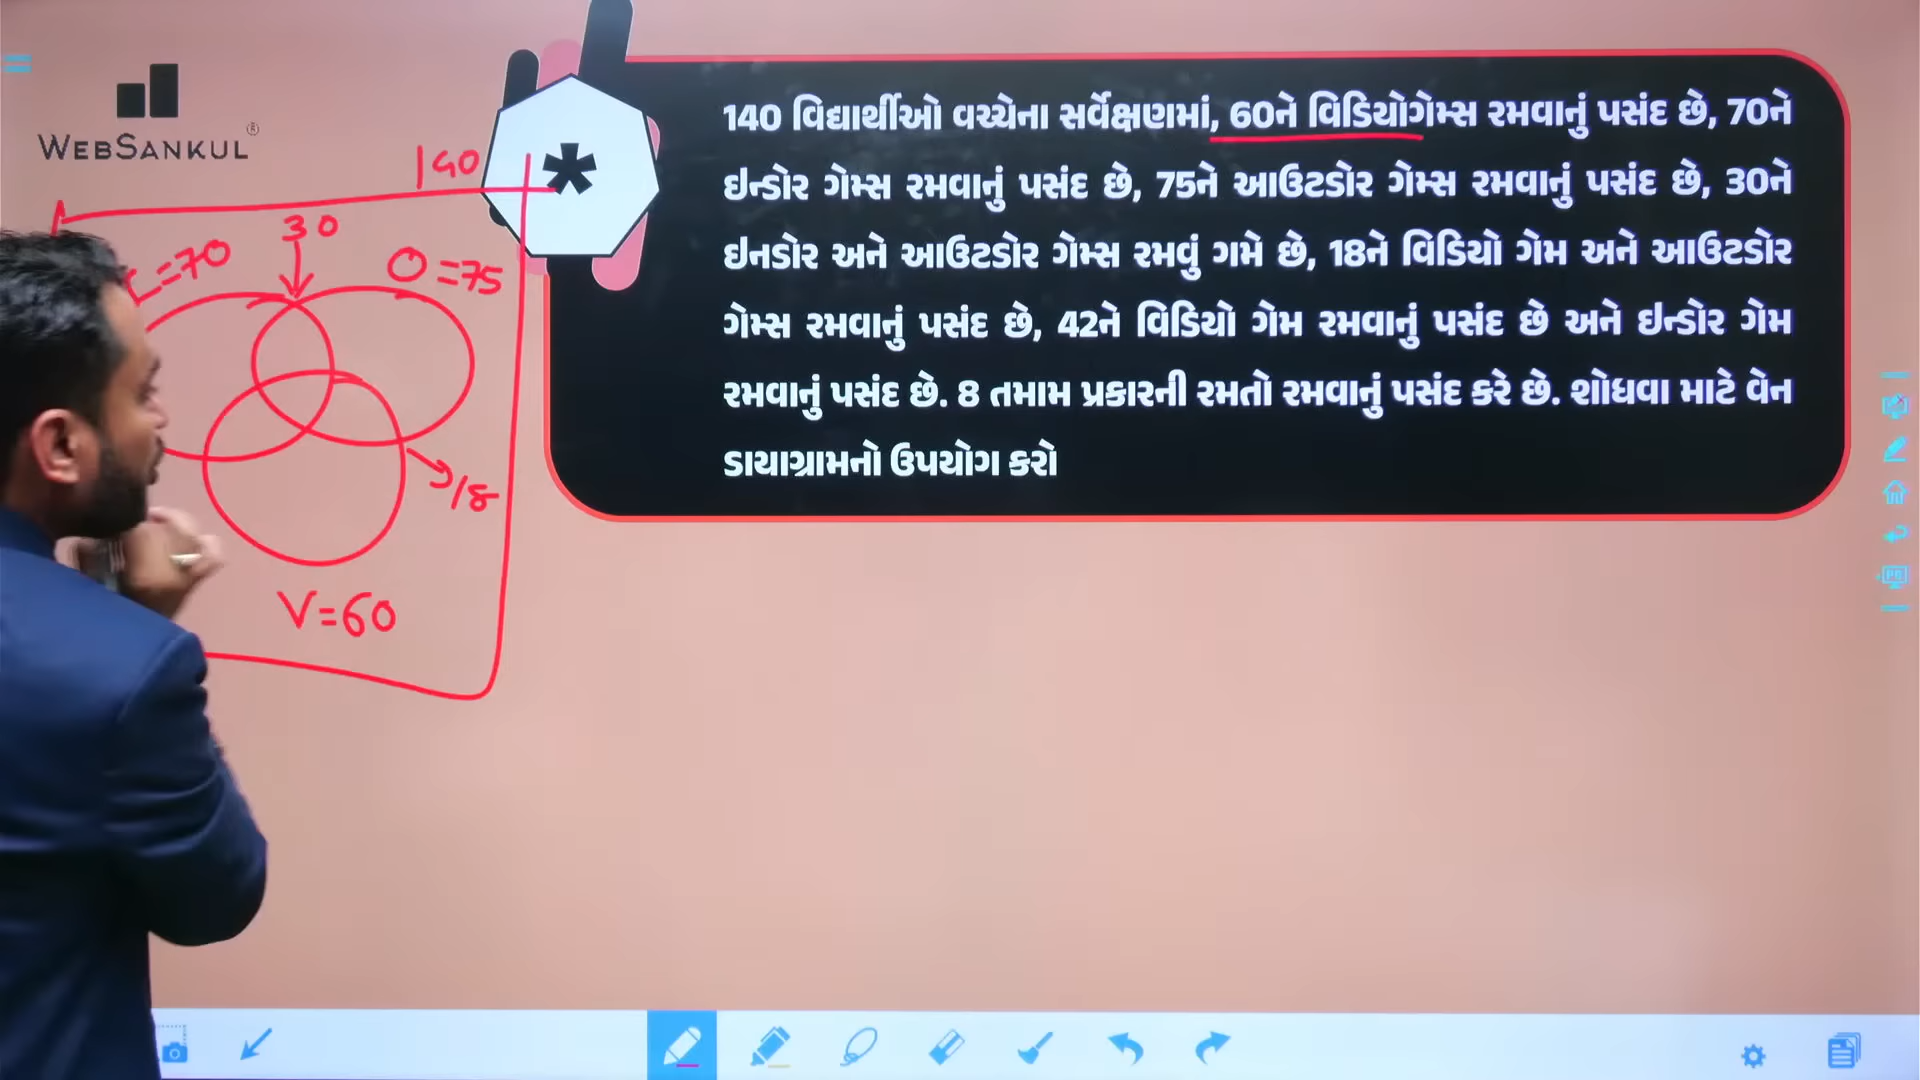 WEBSANKUL
®
140
30
=70
O=75
18
V=60
*
140 વિદ્યાર્થીઓ વચ્ચેના સર્વેક્ષણમાં, 60ને વિડિયોગેમ્સ રમવાનું પસંદ છે, 70ને
ઇન્ડોર ગેમ્સ રમવાનું પસંદ છે, 75ને આઉટડોર ગેમ્સ રમવાનું પસંદ છે, 30ને
ઇનડોર અને આઉટડોર ગેમ્સ રમવું ગમે છે, 18ને વિડિયો ગેમ અને આઉટડોર
ગેમ્સ રમવાનું પસંદ છે, 42ને વિડિયો ગેમ રમવાનું પસંદ છે અને ઇન્ડોર ગેમ
રમવાનું પસંદ છે. 8 તમામ પ્રકારની રમતો રમવાનું પસંદ કરે છે. શોધવા માટે વેન
ડાયાગ્રામનો ઉપયોગ કરો